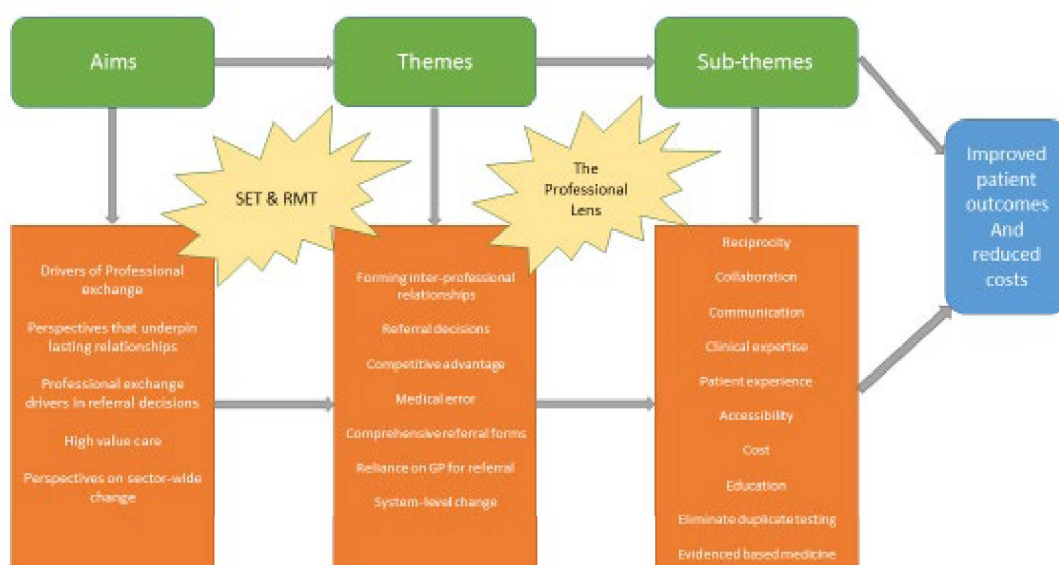 Aims
Themes
Sub-themes
SET & RMT
The
Professional
Lens
Improved
patient
outcomes
And
reduced
costs
Drivers of Professional
exchange
Perspectives that underpin
lasting relationships
Professional exchange
drivers in referral decisions
High value care
Perspectives on sector-wide
change
Forming inter-professional
relationships
Referral decisions
Competitive advantage
Medical error
Comprehensive referral forms
Reliance on GP for referral
System-level change
Reciprocity
Collaboration
Communication
Clinical expertise
Patient experience
Accessibility
Cost
Education
Eliminate duplicate testing
Evidenced based medicine